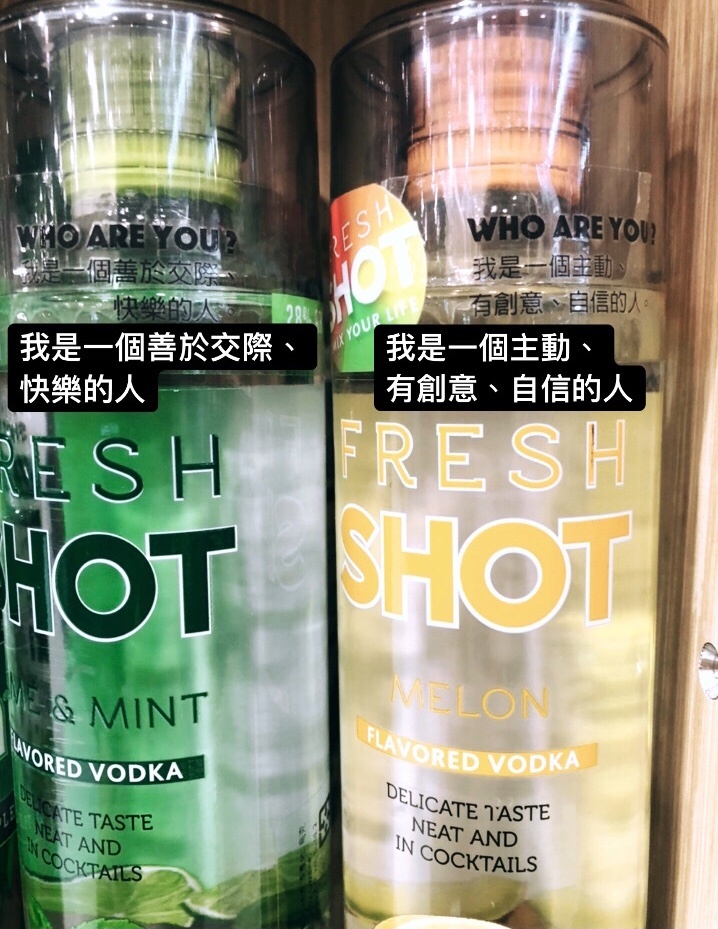 WHO ARE YOU?
我是一個善於交際、
快樂的人。
28%
我是一個善於交際、
快樂的人
FRESH
SHOT
LIME & MINT
FLAVORED VODKA
DELICATE TASTE
NEAT AND
IN COCKTAILS
FRESH
SHOT
MIX YOUR LIFE
WHO ARE YOU?
我是一個主動、
有創意、自信的人。
我是一個主動、
有創意、自信的人
FRESH
SHOT
MELON
FLAVORED VODKA
DELICATE TASTE
NEAT AND
IN COCKTAILS